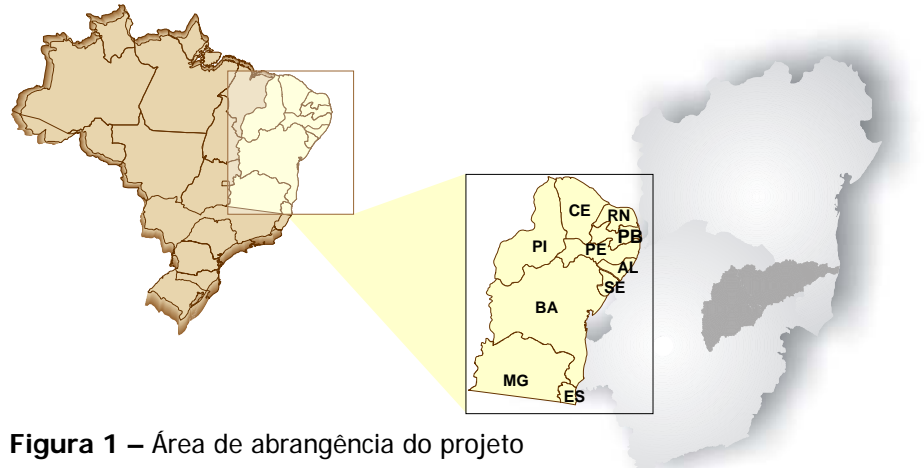 CE
RN
PI
PE
PB
AL
SE
BA
MG
ES
Figura 1 – Área de abrangência do projeto